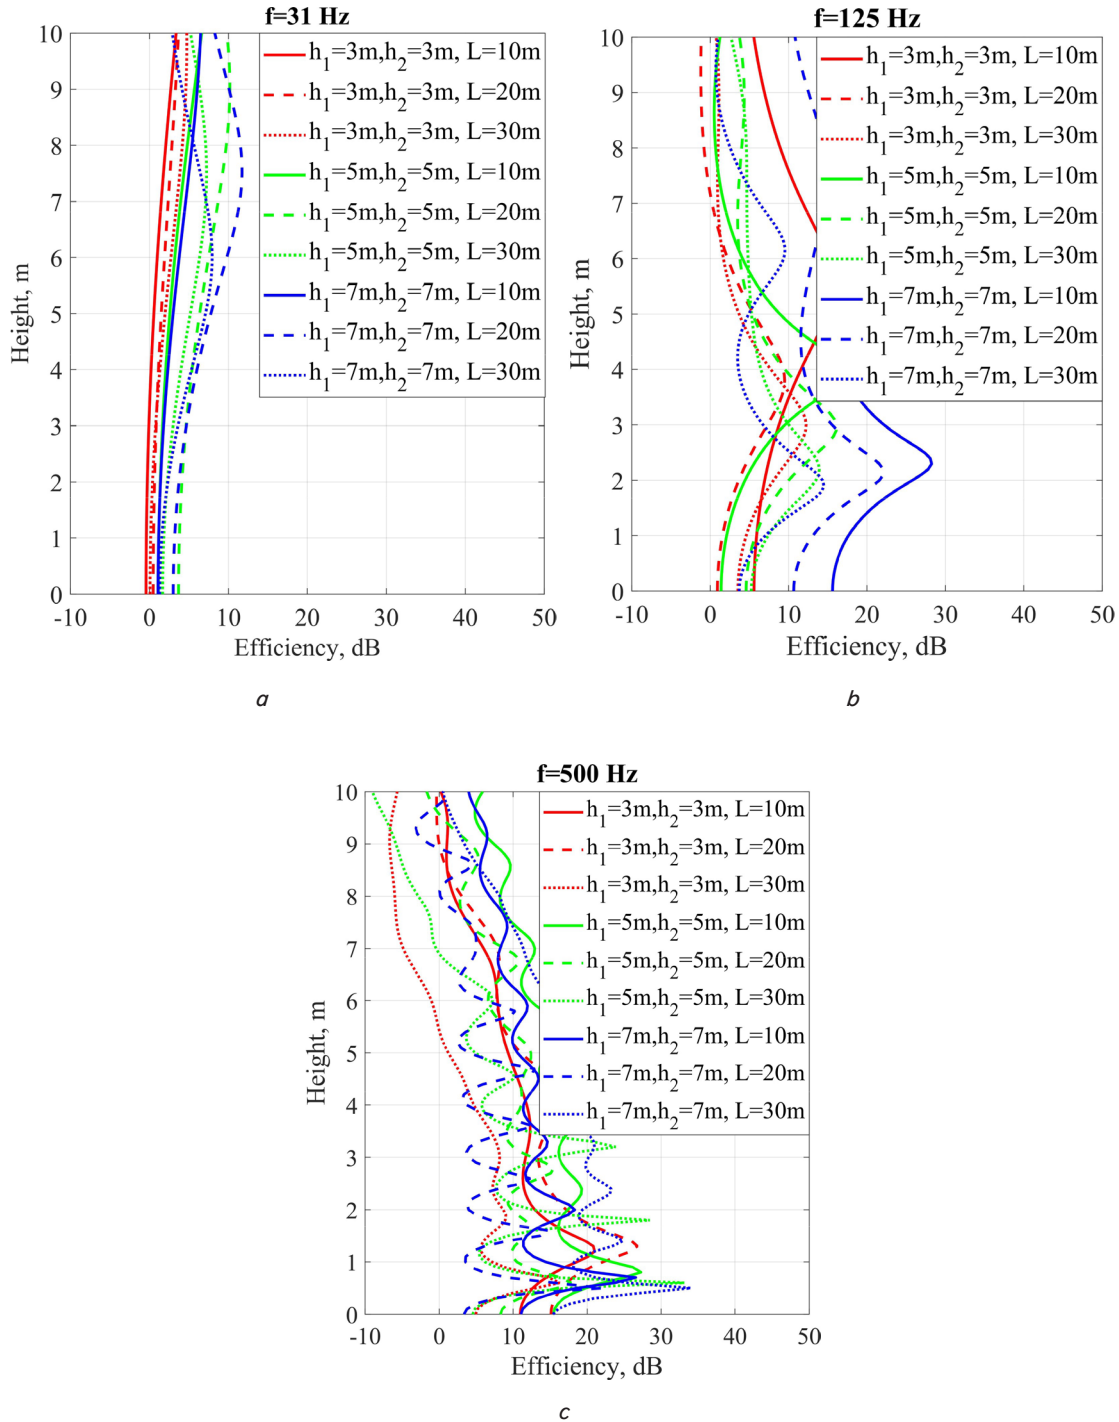 f=31 Hz
10
9
8
7
6
5
4
3
2
1
0
Height, m
h1=3m,h2=3m, L=10m
h1=3m,h2=3m, L=20m
h1=3m,h2=3m, L=30m
h1=5m,h2=5m, L=10m
h1=5m,h2=5m, L=20m
h1=5m,h2=5m, L=30m
h1=7m,h2=7m, L=10m
h1=7m,h2=7m, L=20m
h1=7m,h2=7m, L=30m
-10 0 10 20 30 40 50
Efficiency, dB
a
f=125 Hz
10
9
8
7
6
5
4
3
2
1
0
Height, m
h1=3m,h2=3m, L=10m
h1=3m,h2=3m, L=20m
h1=3m,h2=3m, L=30m
h1=5m,h2=5m, L=10m
h1=5m,h2=5m, L=20m
h1=5m,h2=5m, L=30m
h1=7m,h2=7m, L=10m
h1=7m,h2=7m, L=20m
h1=7m,h2=7m, L=30m
-10 0 10 20 30 40 50
Efficiency, dB
b
f=500 Hz
10
9
8
7
6
5
4
3
2
1
0
Height, m
h1=3m,h2=3m, L=10m
h1=3m,h2=3m, L=20m
h1=3m,h2=3m, L=30m
h1=5m,h2=5m, L=10m
h1=5m,h2=5m, L=20m
h1=5m,h2=5m, L=30m
h1=7m,h2=7m, L=10m
h1=7m,h2=7m, L=20m
h1=7m,h2=7m, L=30m
-10 0 10 20 30 40 50
Efficiency, dB
c